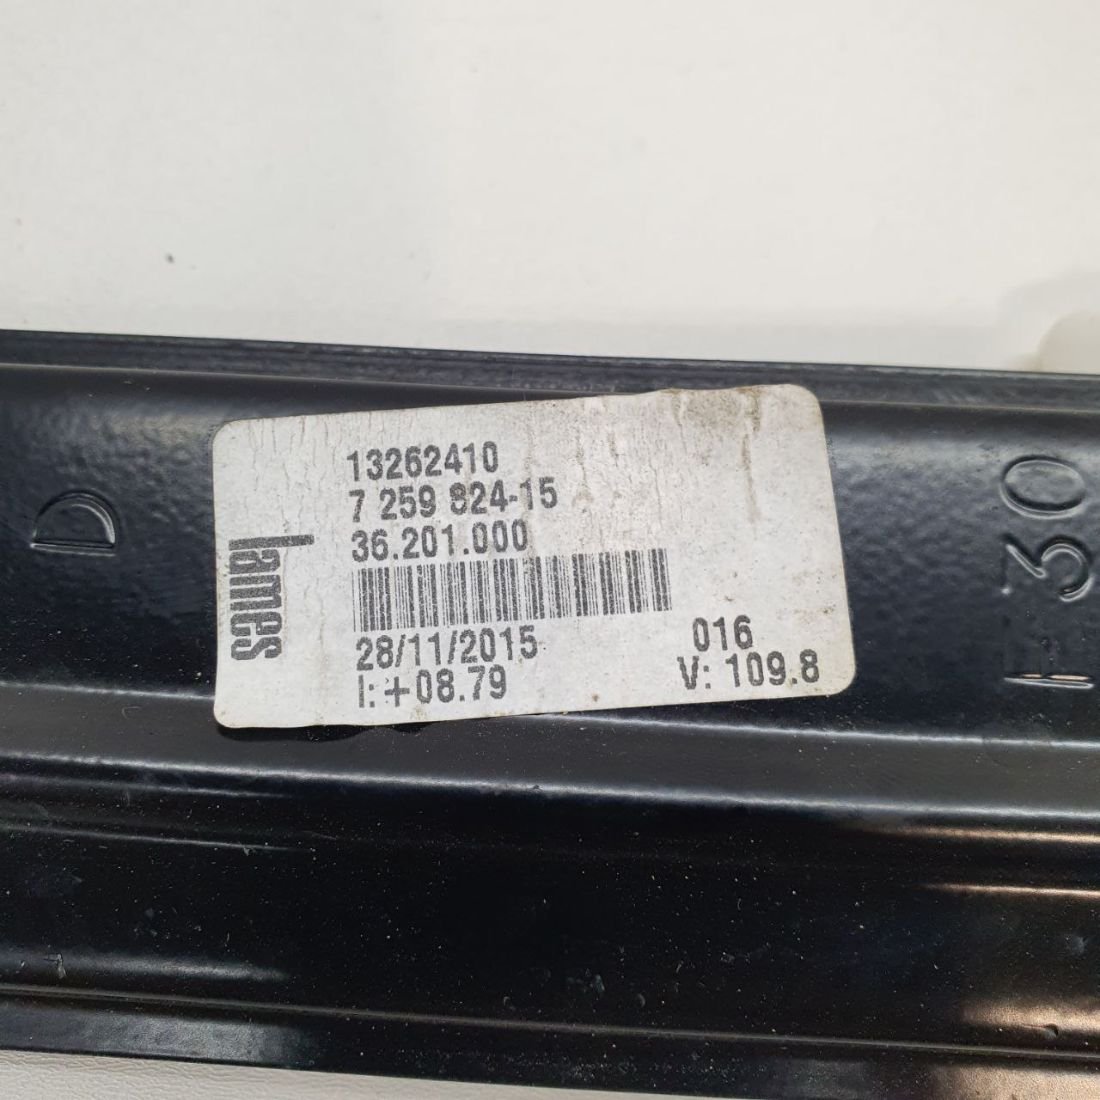 13262410
7 259 824-15
36.201.000
lames
28/11/2015
016
I: +08.79
V: 109.8
D
F30